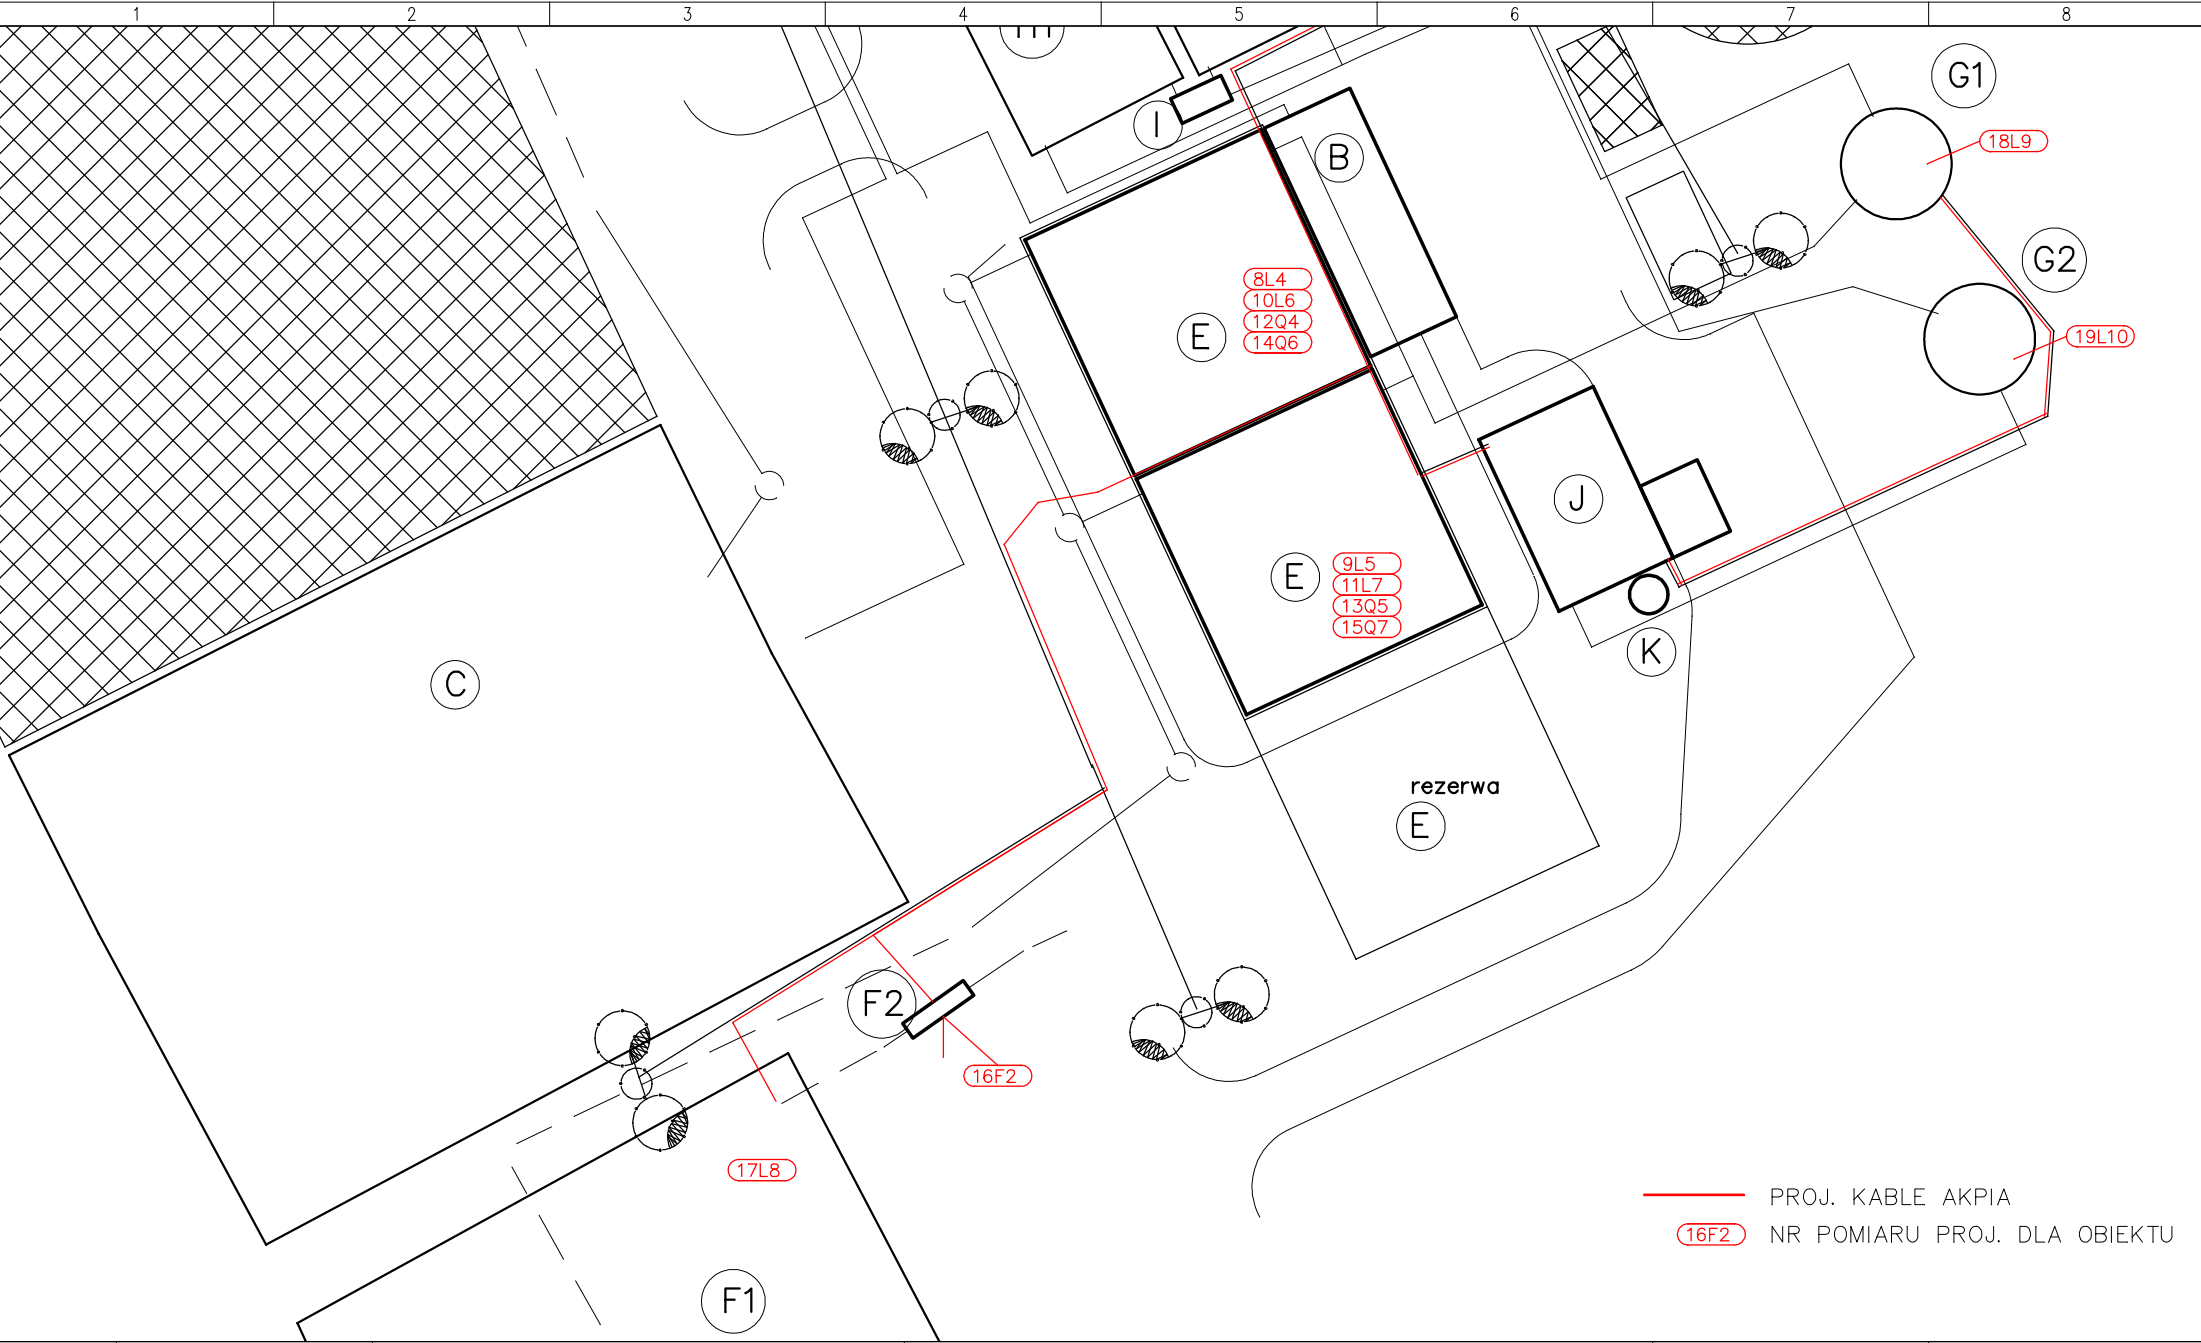 1 2 3 4 5 6 7 8
G1
I
B
18L9
G2
8L4
10L6
12Q4
14Q6
E
19L10
J
E
9L5
11L7
13Q5
15Q7
K
C
rezerwa
E
F2
16F2
17L8
PROJ. KABLE AKPIA
16F2 NR POMIARU PROJ. DLA OBIEKTU
F1